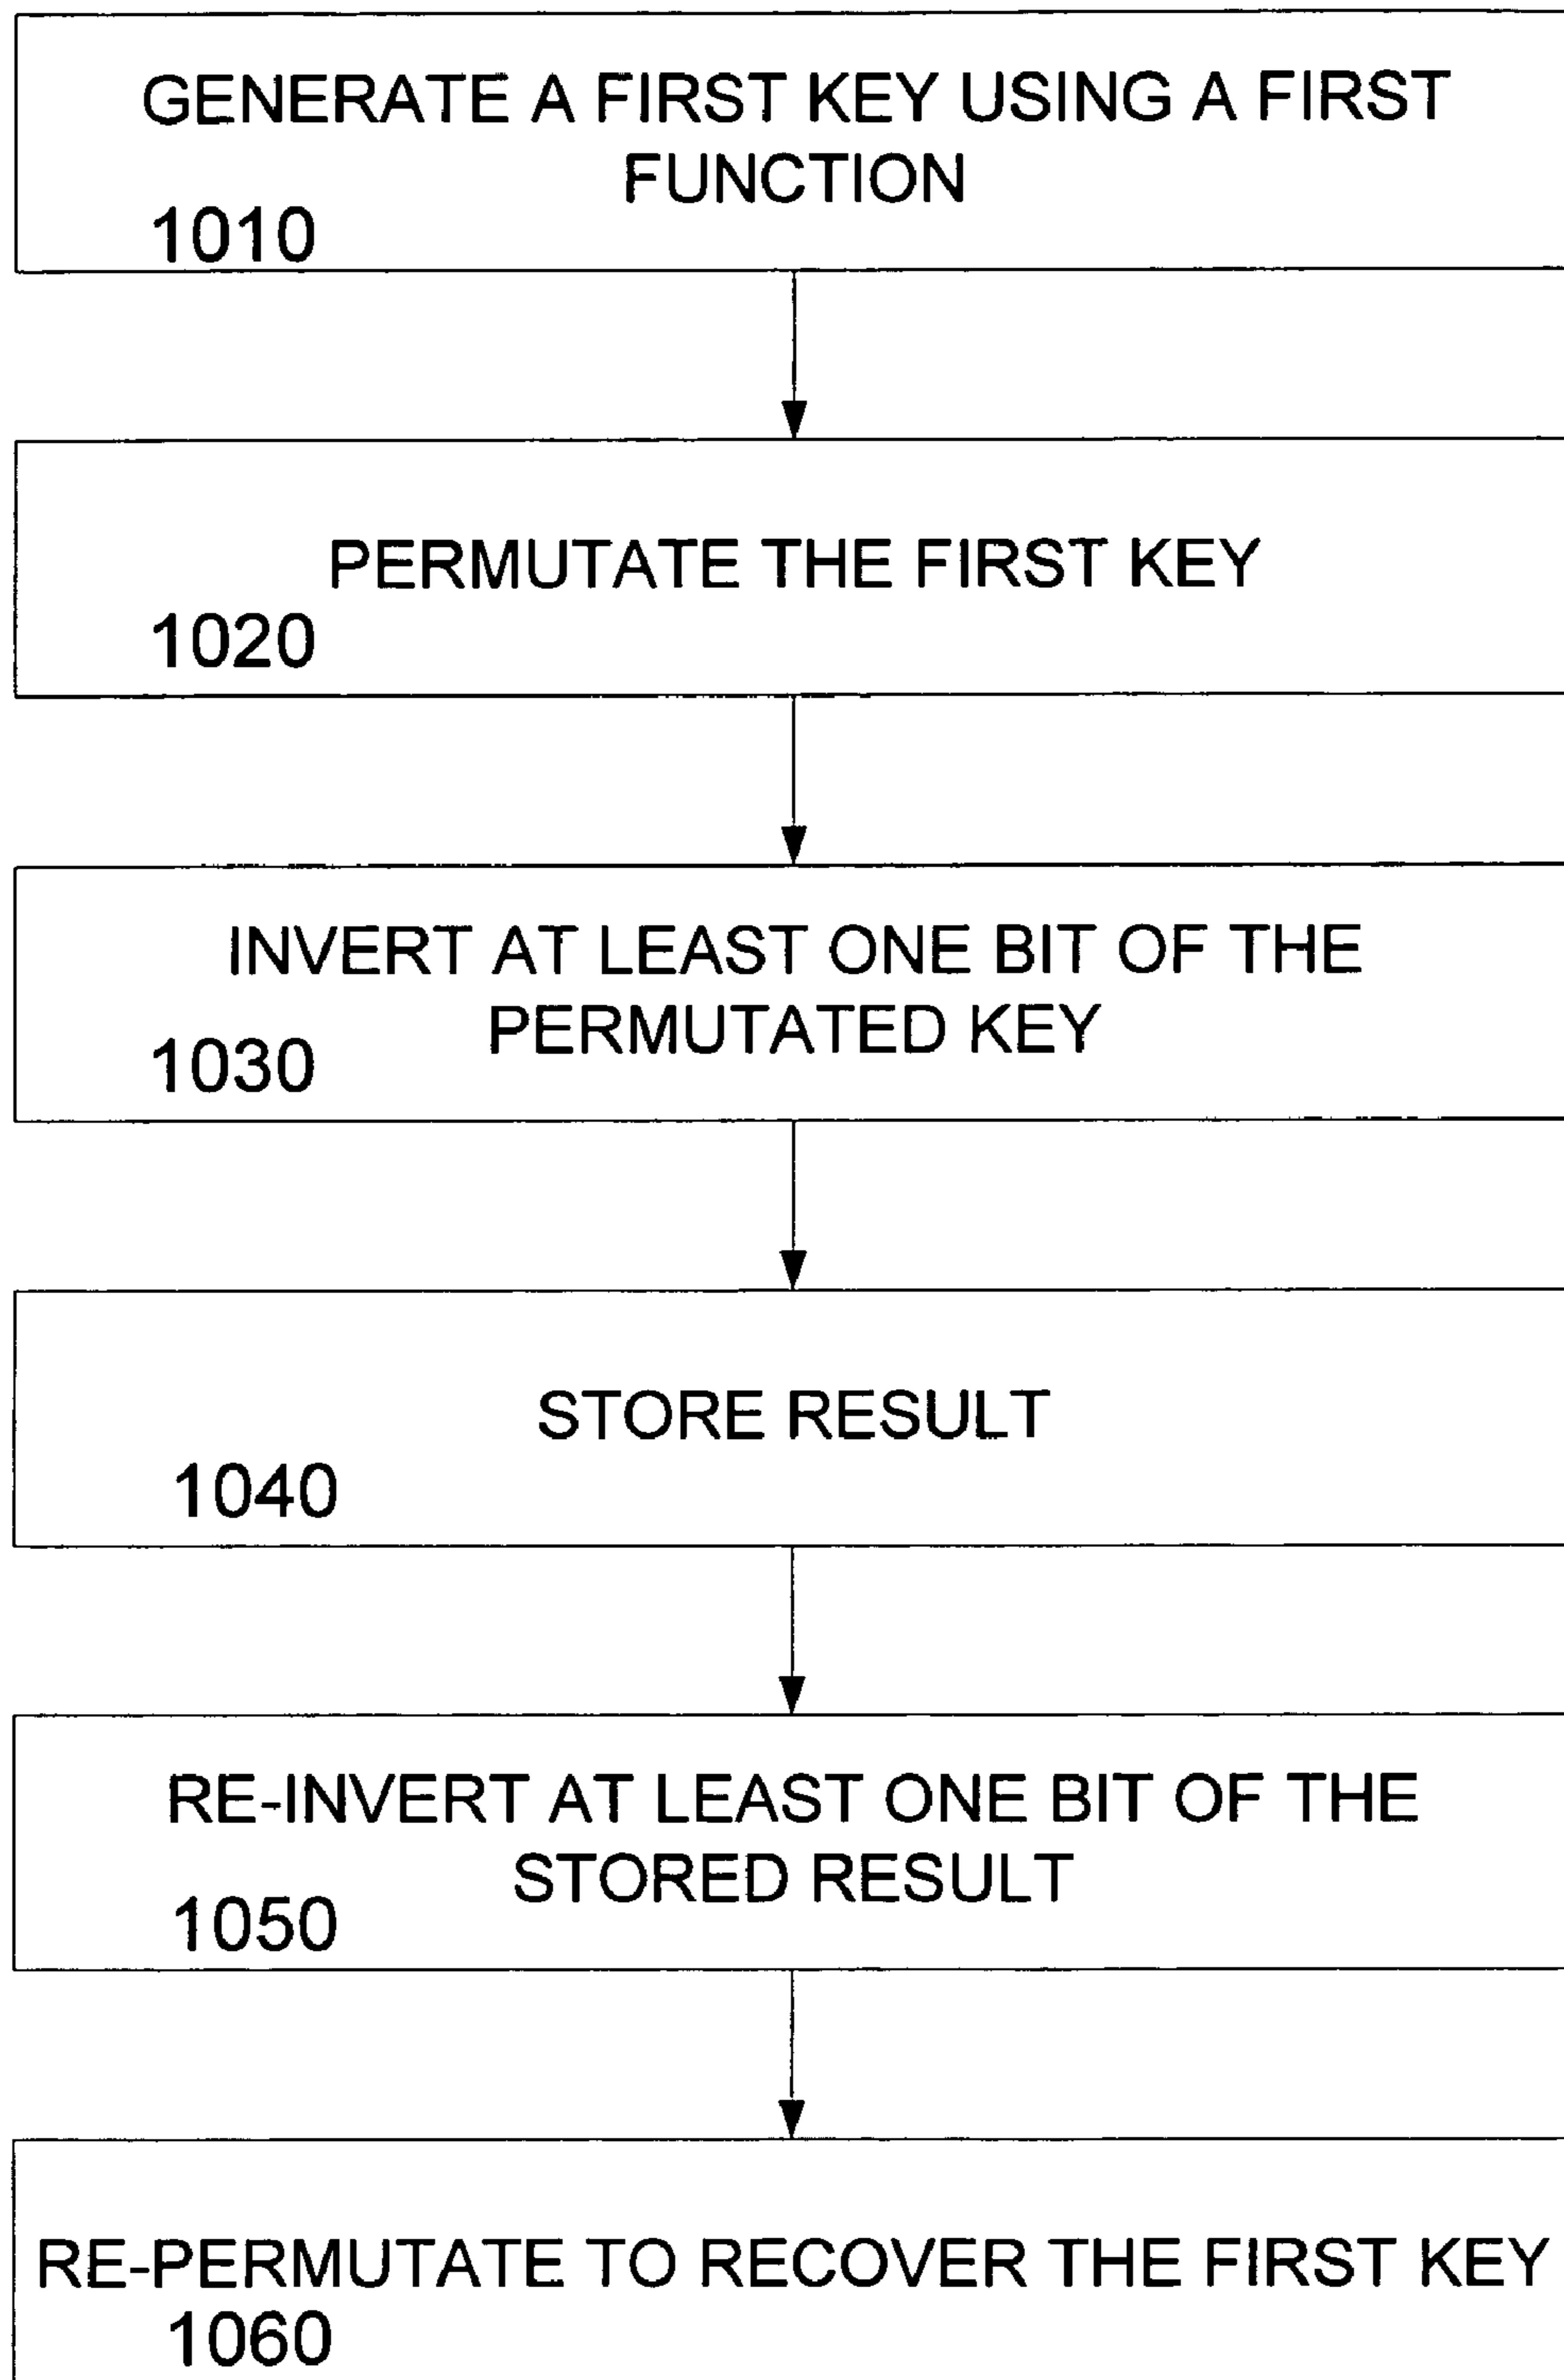 GENERATE A FIRST KEY USING A FIRST
FUNCTION
1010
PERMUTATE THE FIRST KEY
1020
INVERT AT LEAST ONE BIT OF THE
PERMUTATED KEY
1030
STORE RESULT
1040
RE-INVERT AT LEAST ONE BIT OF THE
STORED RESULT
1050
RE-PERMUTATE TO RECOVER THE FIRST KEY
1060